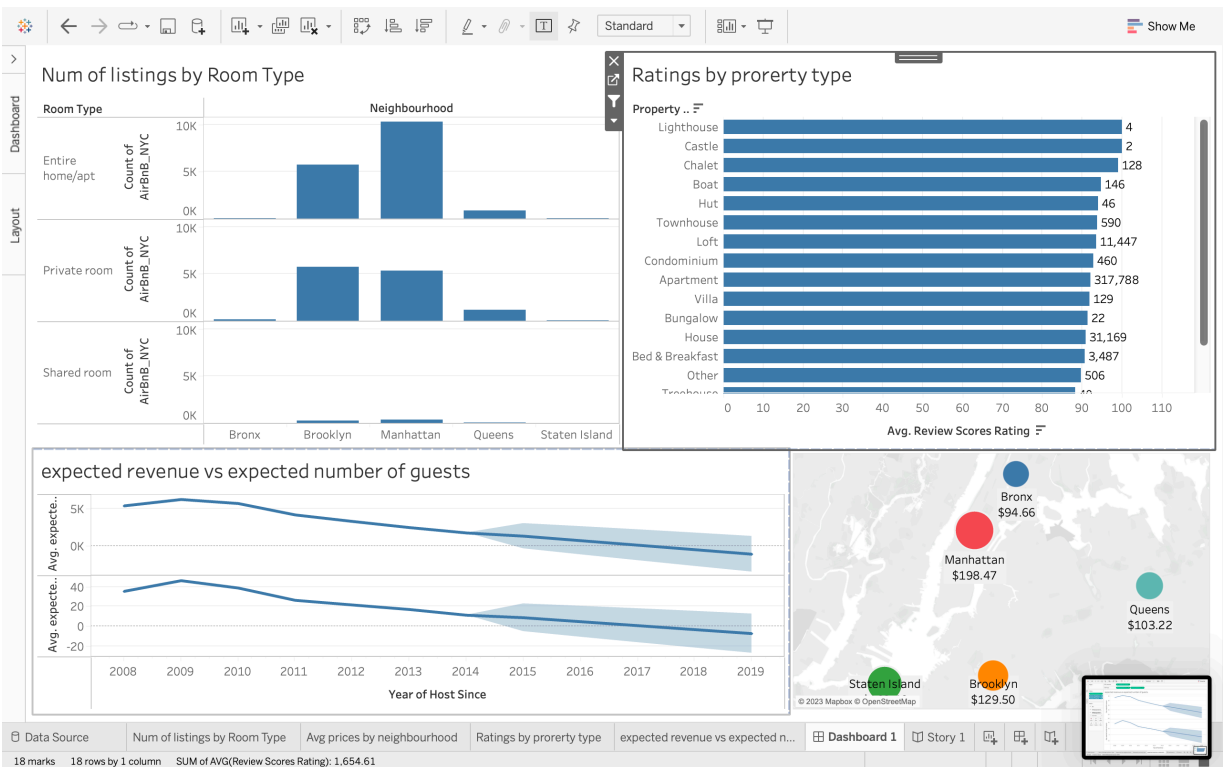 Standard
Show Me
Dashboard
Layout
Num of listings by Room Type
Room Type
Neighbourhood
Entire
home/apt
Count of
AirBnB_NYC
10K
5K
0K
Private room
Count of
AirBnB_NYC
10K
5K
0K
Shared room
Count of
AirBnB_NYC
10K
5K
0K
Bronx Brooklyn Manhattan Queens Staten Island
Ratings by prorerty type
Property ..
Lighthouse 4
Castle 2
Chalet 128
Boat 146
Hut 46
Townhouse 590
Loft 11,447
Condominium 460
Apartment 317,788
Villa 129
Bungalow 22
House 31,169
Bed & Breakfast 3,487
Other 506
Treehouse 40
0 10 20 30 40 50 60 70 80 90 100 110
Avg. Review Scores Rating
expected revenue vs expected number of guests
Avg. expecte...
5K
0K
Avg. expecte...
40
20
0
-20
2008 2009 2010 2011 2012 2013 2014 2015 2016 2017 2018 2019
Year of Host Since
Bronx
$94.66
Manhattan
$198.47
Queens
$103.22
Staten Island
Brooklyn
$129.50
© 2023 Mapbox © OpenStreetMap
Data Source Num of listings by Room Type Avg prices by Neighbourhood Ratings by prorerty type expected revenue vs expected n... Dashboard 1 Story 1
18 marks 18 rows by 1 column